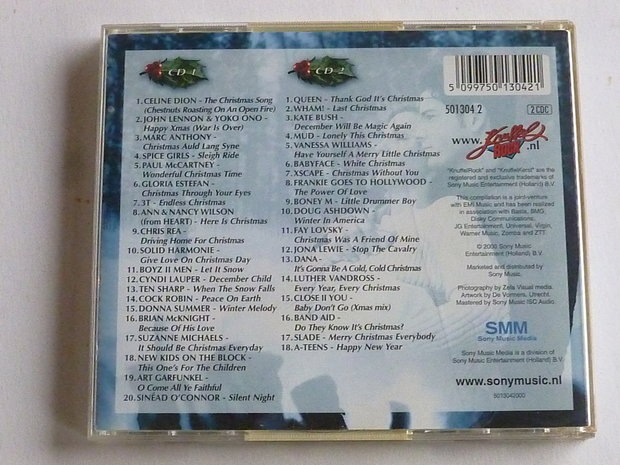 CD 1
1. CELINE DION - The Christmas Song
(Chestnuts Roasting On An Open Fire)
2. JOHN LENNON & YOKO ONO -
Happy Xmas (War Is Over)
3. MARC ANTHONY -
Christmas Auld Lang Syne
4. SPICE GIRLS - Sleigh Ride
5. PAUL McCARTNEY -
Wonderful Christmas Time
6. GLORIA ESTEFAN -
Christmas Through Your Eyes
7. 3T - Endless Christmas
8. ANN & NANCY WILSON
(from HEART) - Here Is Christmas
9. CHRIS REA -
Driving Home For Christmas
10. SOLID HARMONIE -
Give Love On Christmas Day
11. BOYZ II MEN - Let It Snow
12. CYNDI LAUPER - December Child
13. TEN SHARP - When The Snow Falls
14. COCK ROBIN - Peace On Earth
15. DONNA SUMMER - Winter Melody
16. BRIAN McKNIGHT -
Because Of His Love
17. SUZANNE MICHAELS -
It Should Be Christmas Everyday
18. NEW KIDS ON THE BLOCK -
This One's For The Children
19. ART GARFUNKEL -
O Come All Ye Faithful
20. SINÉAD O'CONNOR - Silent Night
CD 2
1. QUEEN - Thank God It's Christmas
2. WHAM! - Last Christmas
3. KATE BUSH -
December Will Be Magic Again
4. MUD - Lonely This Christmas
5. VANESSA WILLIAMS -
Have Yourself A Merry Little Christmas
6. BABYFACE - White Christmas
7. XSCAPE - Christmas Without You
8. FRANKIE GOES TO HOLLYWOOD -
The Power Of Love
9. BONEY M - Little Drummer Boy
10. DOUG ASHDOWN -
Winter In America
11. FAY LOVSKY -
Christmas Was A Friend Of Mine
12. JONA LEWIE - Stop The Cavalry
13. DANA -
It's Gonna Be A Cold, Cold Christmas
14. LUTHER VANDROSS -
Every Year, Every Christmas
15. CLOSE II YOU -
Baby Don't Go (Xmas mix)
16. BAND AID -
Do They Know It's Christmas?
17. SLADE - Merry Christmas Everybody
18. A-TEENS - Happy New Year
5 099750 130421
501304 2
2 CDC
www. Knuffel Rock .nl
"KnuffelRock" and "KnuffelKerst" are the
registered and exclusive trademarks of
Sony Music Entertainment (Holland) B.V.
This compilation is a joint-venture
with EMI Music and has been realized
in association with Basta, BMG,
Disky Communications,
JG Entertainment, Universal, Virgin,
Warner Music, Zomba and ZTT.
© 2000 Sony Music
Entertainment (Holland) B.V.
Marketed and distributed by
Sony Music.
Photography by Zefa Visual media.
Artwork by De Vormers, Utrecht.
Mastered by Sony Music ISC Audio.
SMM
Sony Music Media
Sony Music Media is a division of
Sony Music Entertainment (Holland) B.V.
www.sonymusic.nl
5013042000